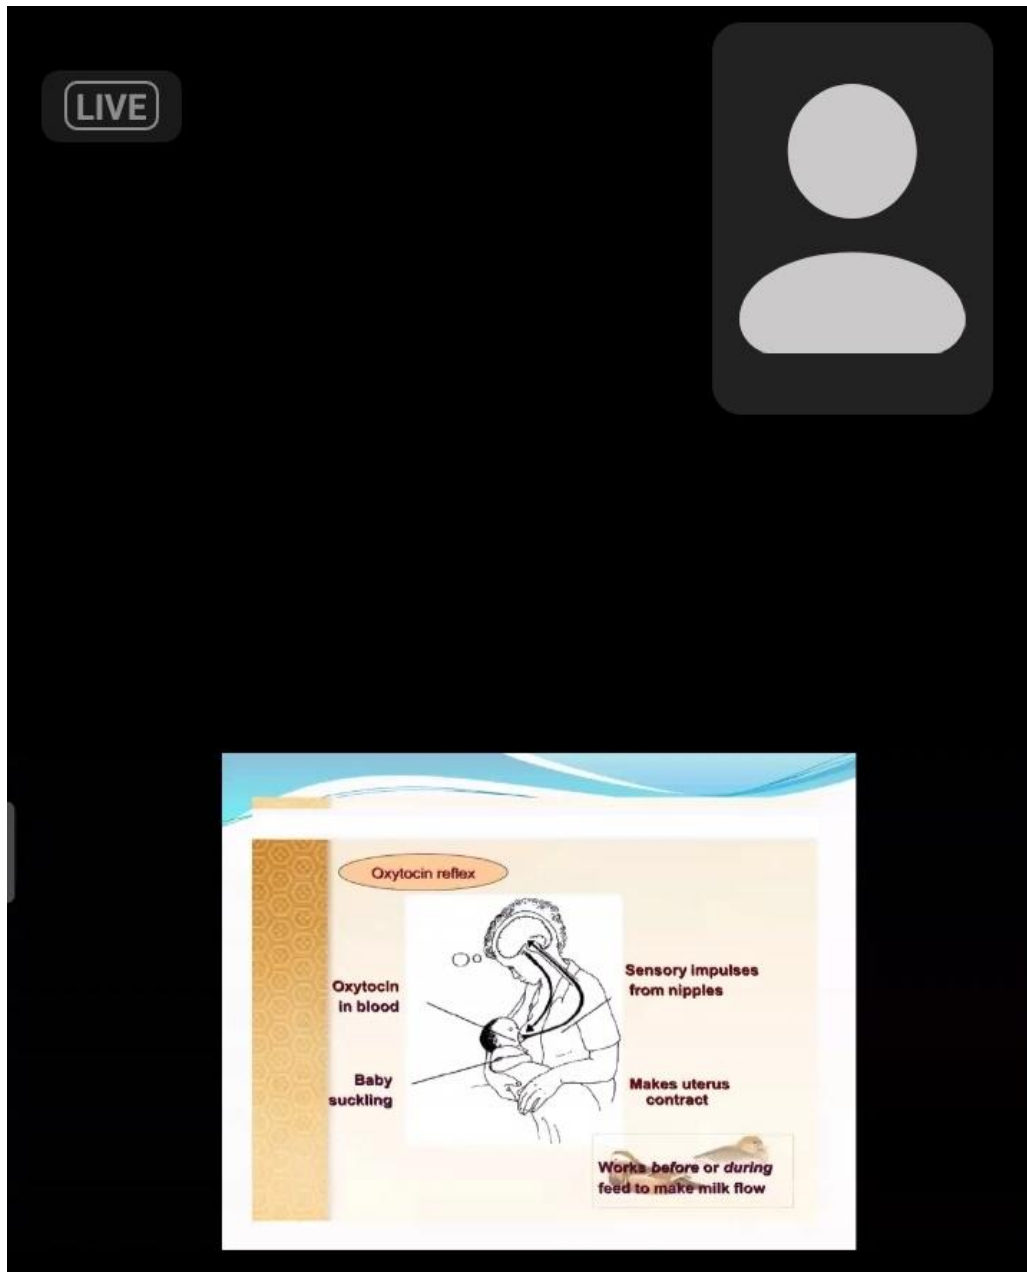 LIVE
Oxytocin reflex
Oxytocin
in blood
Sensory impulses
from nipples
Baby
suckling
Makes uterus
contract
Works before or during
feed to make milk flow